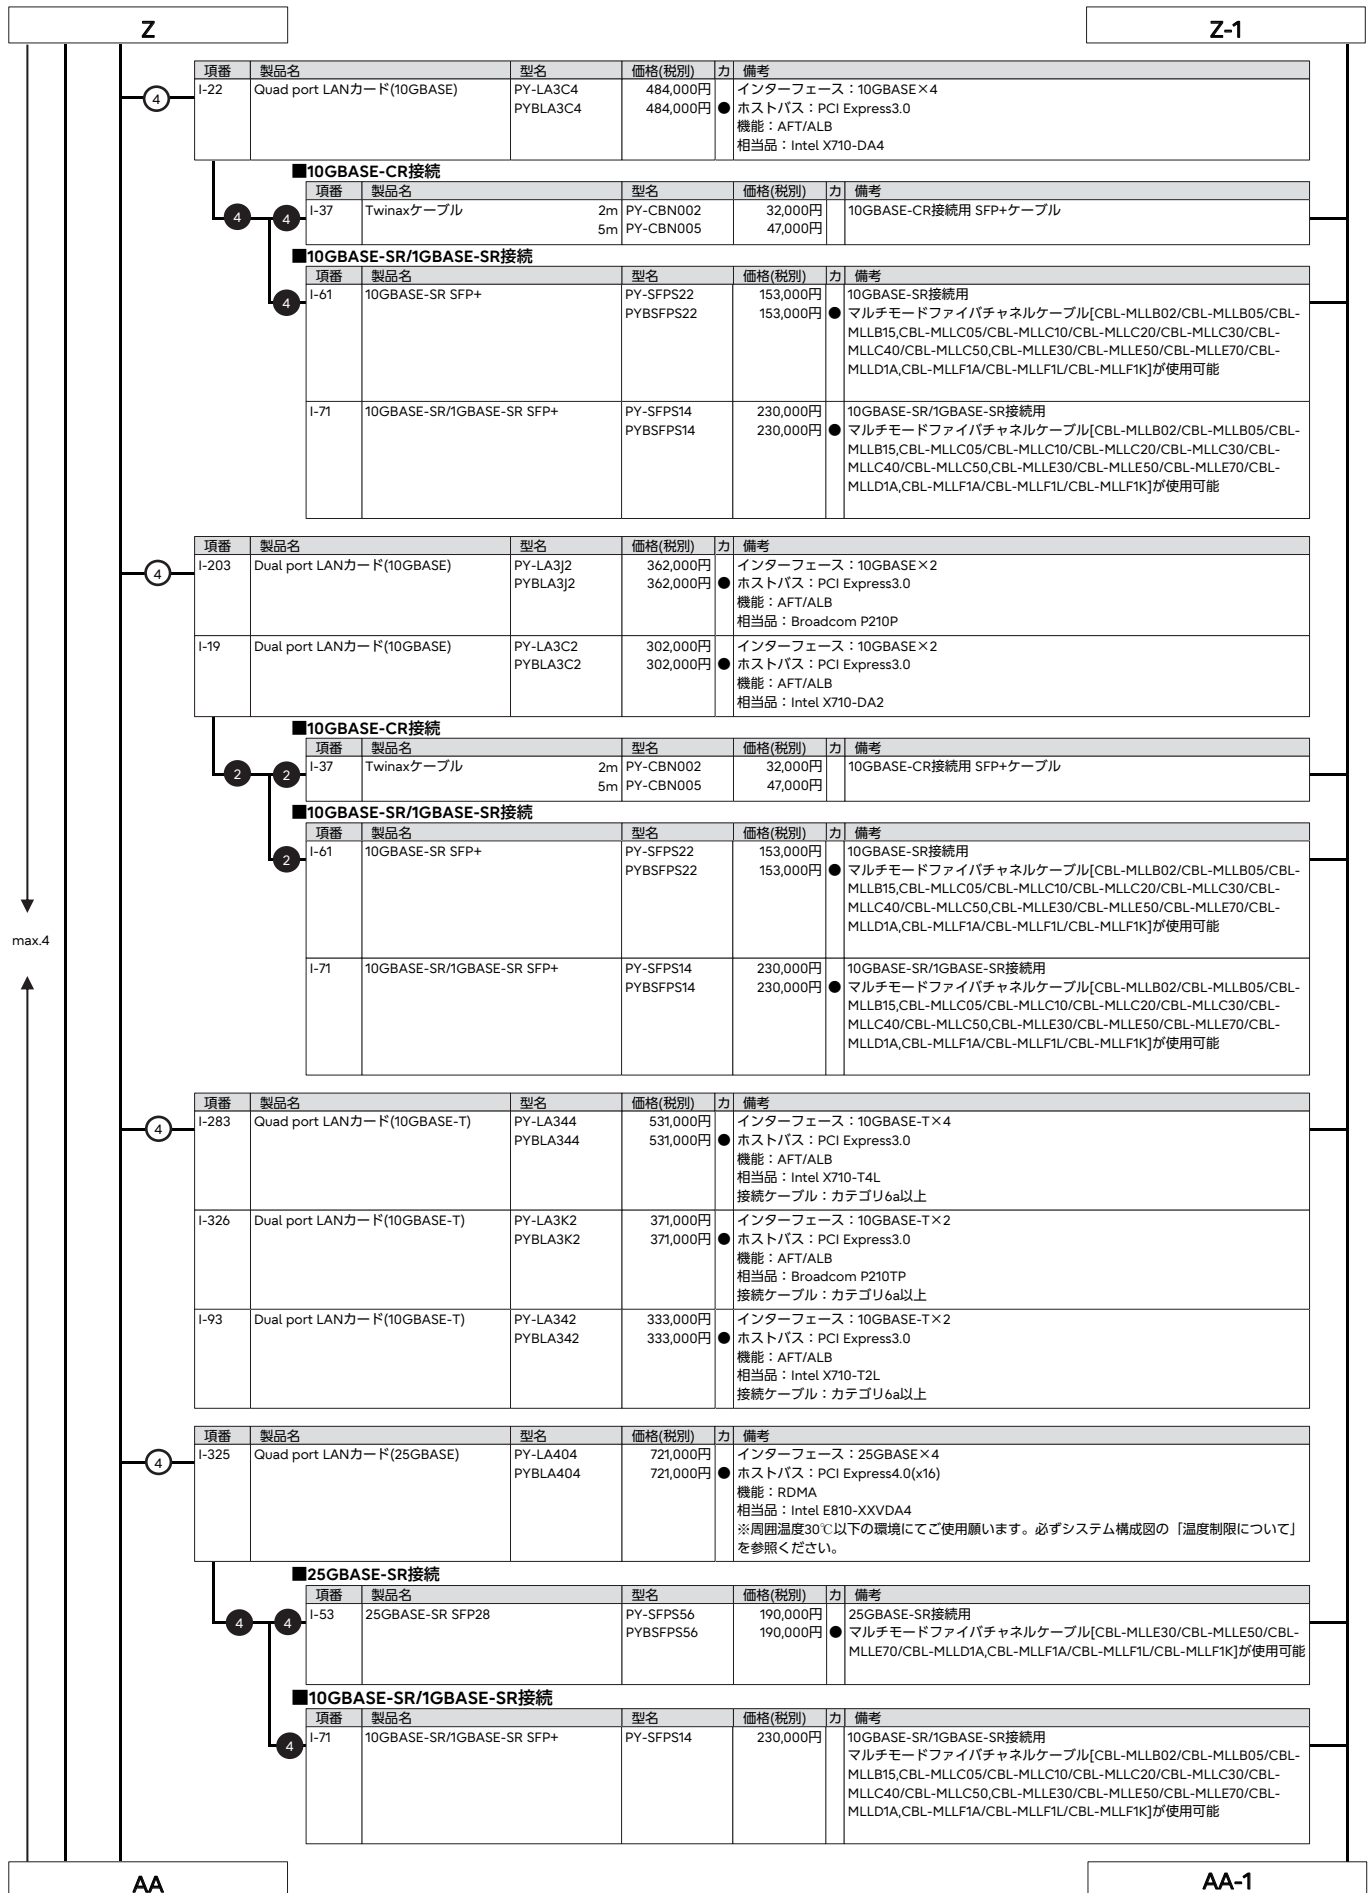 Z
Z-1
項番 製品名 型名 価格(税別) カ 備考
4 I-22 Quad port LANカード(10GBASE) PY-LA3C4 484,000円 インターフェース：10GBASE×4
PYBLA3C4 484,000円 ● ホストバス：PCI Express3.0
機能：AFT/ALB
相当品：Intel X710-DA4
■10GBASE-CR接続
項番 製品名 型名 価格(税別) カ 備考
4 4 I-37 Twinaxケーブル 2m PY-CBN002 32,000円 10GBASE-CR接続用 SFP+ケーブル
5m PY-CBN005 47,000円
■10GBASE-SR/1GBASE-SR接続
項番 製品名 型名 価格(税別) カ 備考
4 I-61 10GBASE-SR SFP+ PY-SFPS22 153,000円 10GBASE-SR接続用
PYBSFPS22 153,000円 ● マルチモードファイバチャネルケーブル[CBL-MLLB02/CBL-MLLB05/CBL-
MLLB15,CBL-MLLC05/CBL-MLLC10/CBL-MLLC20/CBL-MLLC30/CBL-
MLLC40/CBL-MLLC50,CBL-MLLE30/CBL-MLLE50/CBL-MLLE70/CBL-
MLLD1A,CBL-MLLF1A/CBL-MLLF1L/CBL-MLLF1K]が使用可能
I-71 10GBASE-SR/1GBASE-SR SFP+ PY-SFPS14 230,000円 10GBASE-SR/1GBASE-SR接続用
PYBSFPS14 230,000円 ● マルチモードファイバチャネルケーブル[CBL-MLLB02/CBL-MLLB05/CBL-
MLLB15,CBL-MLLC05/CBL-MLLC10/CBL-MLLC20/CBL-MLLC30/CBL-
MLLC40/CBL-MLLC50,CBL-MLLE30/CBL-MLLE50/CBL-MLLE70/CBL-
MLLD1A,CBL-MLLF1A/CBL-MLLF1L/CBL-MLLF1K]が使用可能
項番 製品名 型名 価格(税別) カ 備考
4 I-203 Dual port LANカード(10GBASE) PY-LA3J2 362,000円 インターフェース：10GBASE×2
PYBLA3J2 362,000円 ● ホストバス：PCI Express3.0
機能：AFT/ALB
相当品：Broadcom P210P
I-19 Dual port LANカード(10GBASE) PY-LA3C2 302,000円 インターフェース：10GBASE×2
PYBLA3C2 302,000円 ● ホストバス：PCI Express3.0
機能：AFT/ALB
相当品：Intel X710-DA2
■10GBASE-CR接続
項番 製品名 型名 価格(税別) カ 備考
2 2 I-37 Twinaxケーブル 2m PY-CBN002 32,000円 10GBASE-CR接続用 SFP+ケーブル
5m PY-CBN005 47,000円
■10GBASE-SR/1GBASE-SR接続
項番 製品名 型名 価格(税別) カ 備考
2 I-61 10GBASE-SR SFP+ PY-SFPS22 153,000円 10GBASE-SR接続用
PYBSFPS22 153,000円 ● マルチモードファイバチャネルケーブル[CBL-MLLB02/CBL-MLLB05/CBL-
MLLB15,CBL-MLLC05/CBL-MLLC10/CBL-MLLC20/CBL-MLLC30/CBL-
MLLC40/CBL-MLLC50,CBL-MLLE30/CBL-MLLE50/CBL-MLLE70/CBL-
MLLD1A,CBL-MLLF1A/CBL-MLLF1L/CBL-MLLF1K]が使用可能
max.4
I-71 10GBASE-SR/1GBASE-SR SFP+ PY-SFPS14 230,000円 10GBASE-SR/1GBASE-SR接続用
PYBSFPS14 230,000円 ● マルチモードファイバチャネルケーブル[CBL-MLLB02/CBL-MLLB05/CBL-
MLLB15,CBL-MLLC05/CBL-MLLC10/CBL-MLLC20/CBL-MLLC30/CBL-
MLLC40/CBL-MLLC50,CBL-MLLE30/CBL-MLLE50/CBL-MLLE70/CBL-
MLLD1A,CBL-MLLF1A/CBL-MLLF1L/CBL-MLLF1K]が使用可能
項番 製品名 型名 価格(税別) カ 備考
4 I-283 Quad port LANカード(10GBASE-T) PY-LA344 531,000円 インターフェース：10GBASE-T×4
PYBLA344 531,000円 ● ホストバス：PCI Express3.0
機能：AFT/ALB
相当品：Intel X710-T4L
接続ケーブル：カテゴリ6a以上
I-326 Dual port LANカード(10GBASE-T) PY-LA3K2 371,000円 インターフェース：10GBASE-T×2
PYBLA3K2 371,000円 ● ホストバス：PCI Express3.0
機能：AFT/ALB
相当品：Broadcom P210TP
接続ケーブル：カテゴリ6a以上
I-93 Dual port LANカード(10GBASE-T) PY-LA342 333,000円 インターフェース：10GBASE-T×2
PYBLA342 333,000円 ● ホストバス：PCI Express3.0
機能：AFT/ALB
相当品：Intel X710-T2L
接続ケーブル：カテゴリ6a以上
項番 製品名 型名 価格(税別) カ 備考
4 I-325 Quad port LANカード(25GBASE) PY-LA404 721,000円 インターフェース：25GBASE×4
PYBLA404 721,000円 ● ホストバス：PCI Express4.0(x16)
機能：RDMA
相当品：Intel E810-XXVDA4
※周囲温度30℃以下の環境にてご使用願います。必ずシステム構成図の「温度制限について」
を参照ください。
■25GBASE-SR接続
項番 製品名 型名 価格(税別) カ 備考
4 4 I-53 25GBASE-SR SFP28 PY-SFPS56 190,000円 25GBASE-SR接続用
PYBSFPS56 190,000円 ● マルチモードファイバチャネルケーブル[CBL-MLLE30/CBL-MLLE50/CBL-
MLLE70/CBL-MLLD1A,CBL-MLLF1A/CBL-MLLF1L/CBL-MLLF1K]が使用可能
■10GBASE-SR/1GBASE-SR接続
項番 製品名 型名 価格(税別) カ 備考
4 I-71 10GBASE-SR/1GBASE-SR SFP+ PY-SFPS14 230,000円 10GBASE-SR/1GBASE-SR接続用
マルチモードファイバチャネルケーブル[CBL-MLLB02/CBL-MLLB05/CBL-
MLLB15,CBL-MLLC05/CBL-MLLC10/CBL-MLLC20/CBL-MLLC30/CBL-
MLLC40/CBL-MLLC50,CBL-MLLE30/CBL-MLLE50/CBL-MLLE70/CBL-
MLLD1A,CBL-MLLF1A/CBL-MLLF1L/CBL-MLLF1K]が使用可能
AA
AA-1